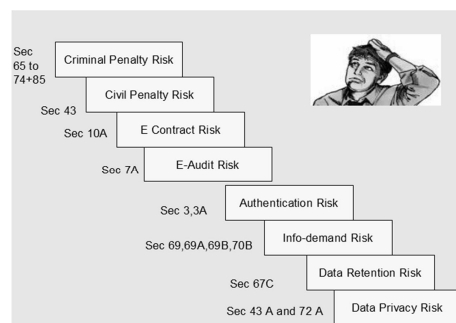 Sec
65 to
74+85
Criminal Penalty Risk
Civil Penalty Risk
Sec 43
E Contract Risk
Sec 10A
E-Audit Risk
Sec 7A
Authentication Risk
Sec 3,3A
Info-demand Risk
Sec 69,69A,69B,70B
Data Retention Risk
Sec 67C
Data Privacy Risk
Sec 43 A and 72 A